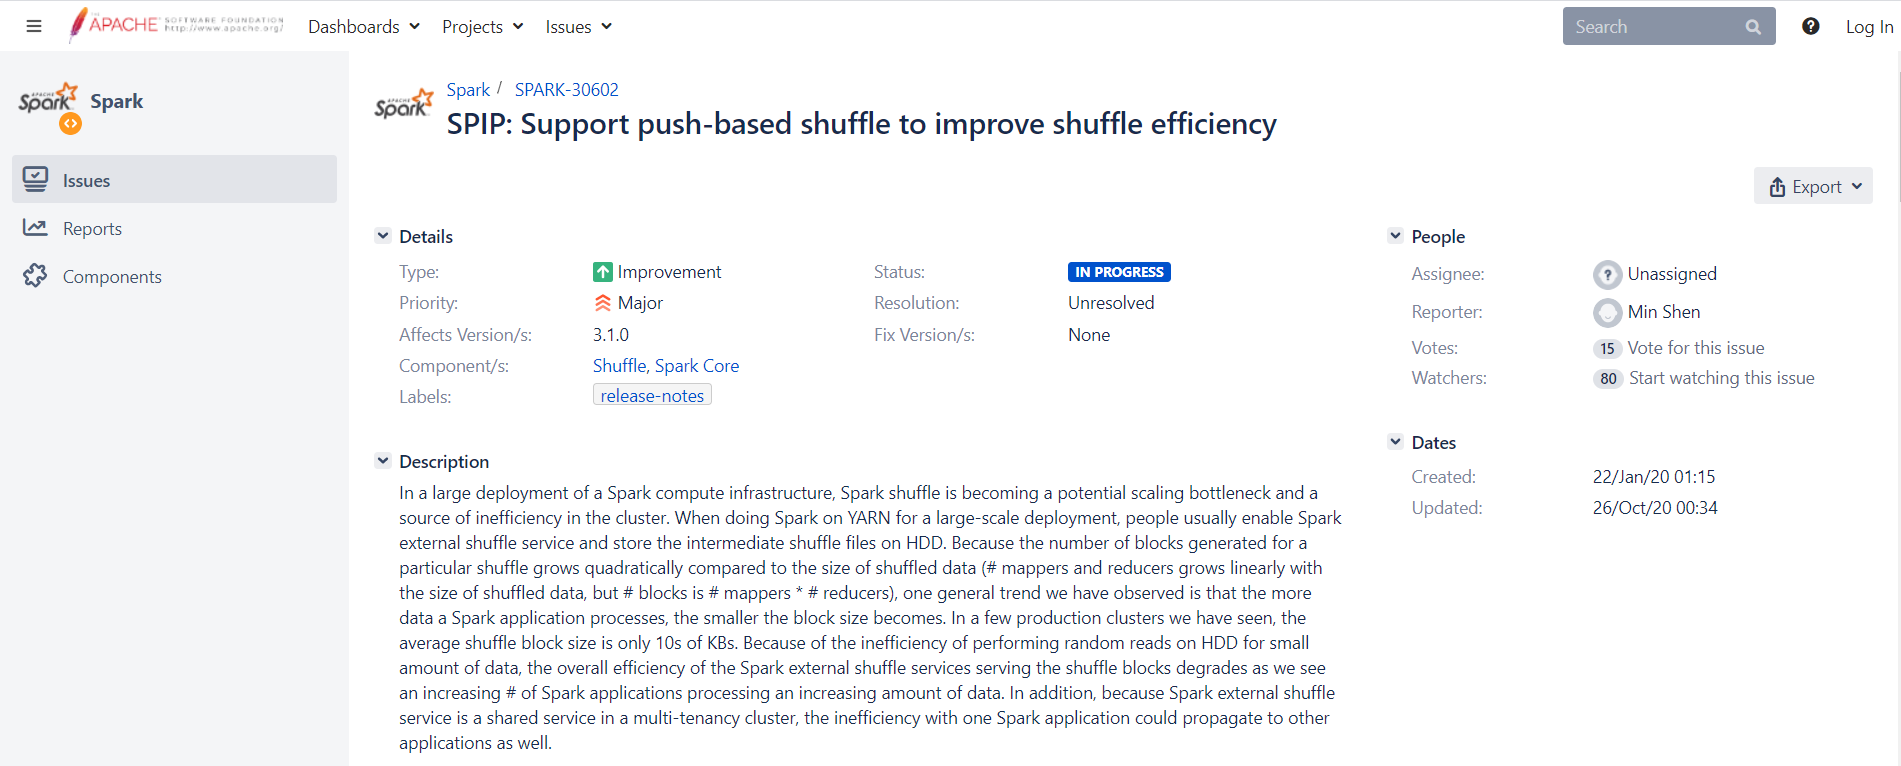 THE
APACHE SOFTWARE FOUNDATION
http://www.apache.org/
Dashboards
Projects
Issues
Search
Log In
APACHE
Spark
Spark
Issues
Reports
Components
APACHE
Spark
Spark / SPARK-30602
SPIP: Support push-based shuffle to improve shuffle efficiency
Export
Details
Type: Improvement
Status: IN PROGRESS
Priority: Major
Resolution: Unresolved
Affects Version/s: 3.1.0
Fix Version/s: None
Component/s: Shuffle, Spark Core
Labels: release-notes
Description
In a large deployment of a Spark compute infrastructure, Spark shuffle is becoming a potential scaling bottleneck and a
source of inefficiency in the cluster. When doing Spark on YARN for a large-scale deployment, people usually enable Spark
external shuffle service and store the intermediate shuffle files on HDD. Because the number of blocks generated for a
particular shuffle grows quadratically compared to the size of shuffled data (# mappers and reducers grows linearly with
the size of shuffled data, but # blocks is # mappers * # reducers), one general trend we have observed is that the more
data a Spark application processes, the smaller the block size becomes. In a few production clusters we have seen, the
average shuffle block size is only 10s of KBs. Because of the inefficiency of performing random reads on HDD for small
amount of data, the overall efficiency of the Spark external shuffle services serving the shuffle blocks degrades as we see
an increasing # of Spark applications processing an increasing amount of data. In addition, because Spark external shuffle
service is a shared service in a multi-tenancy cluster, the inefficiency with one Spark application could propagate to other
applications as well.
People
Assignee: Unassigned
Reporter: Min Shen
Votes: 15 Vote for this issue
Watchers: 80 Start watching this issue
Dates
Created: 22/Jan/20 01:15
Updated: 26/Oct/20 00:34